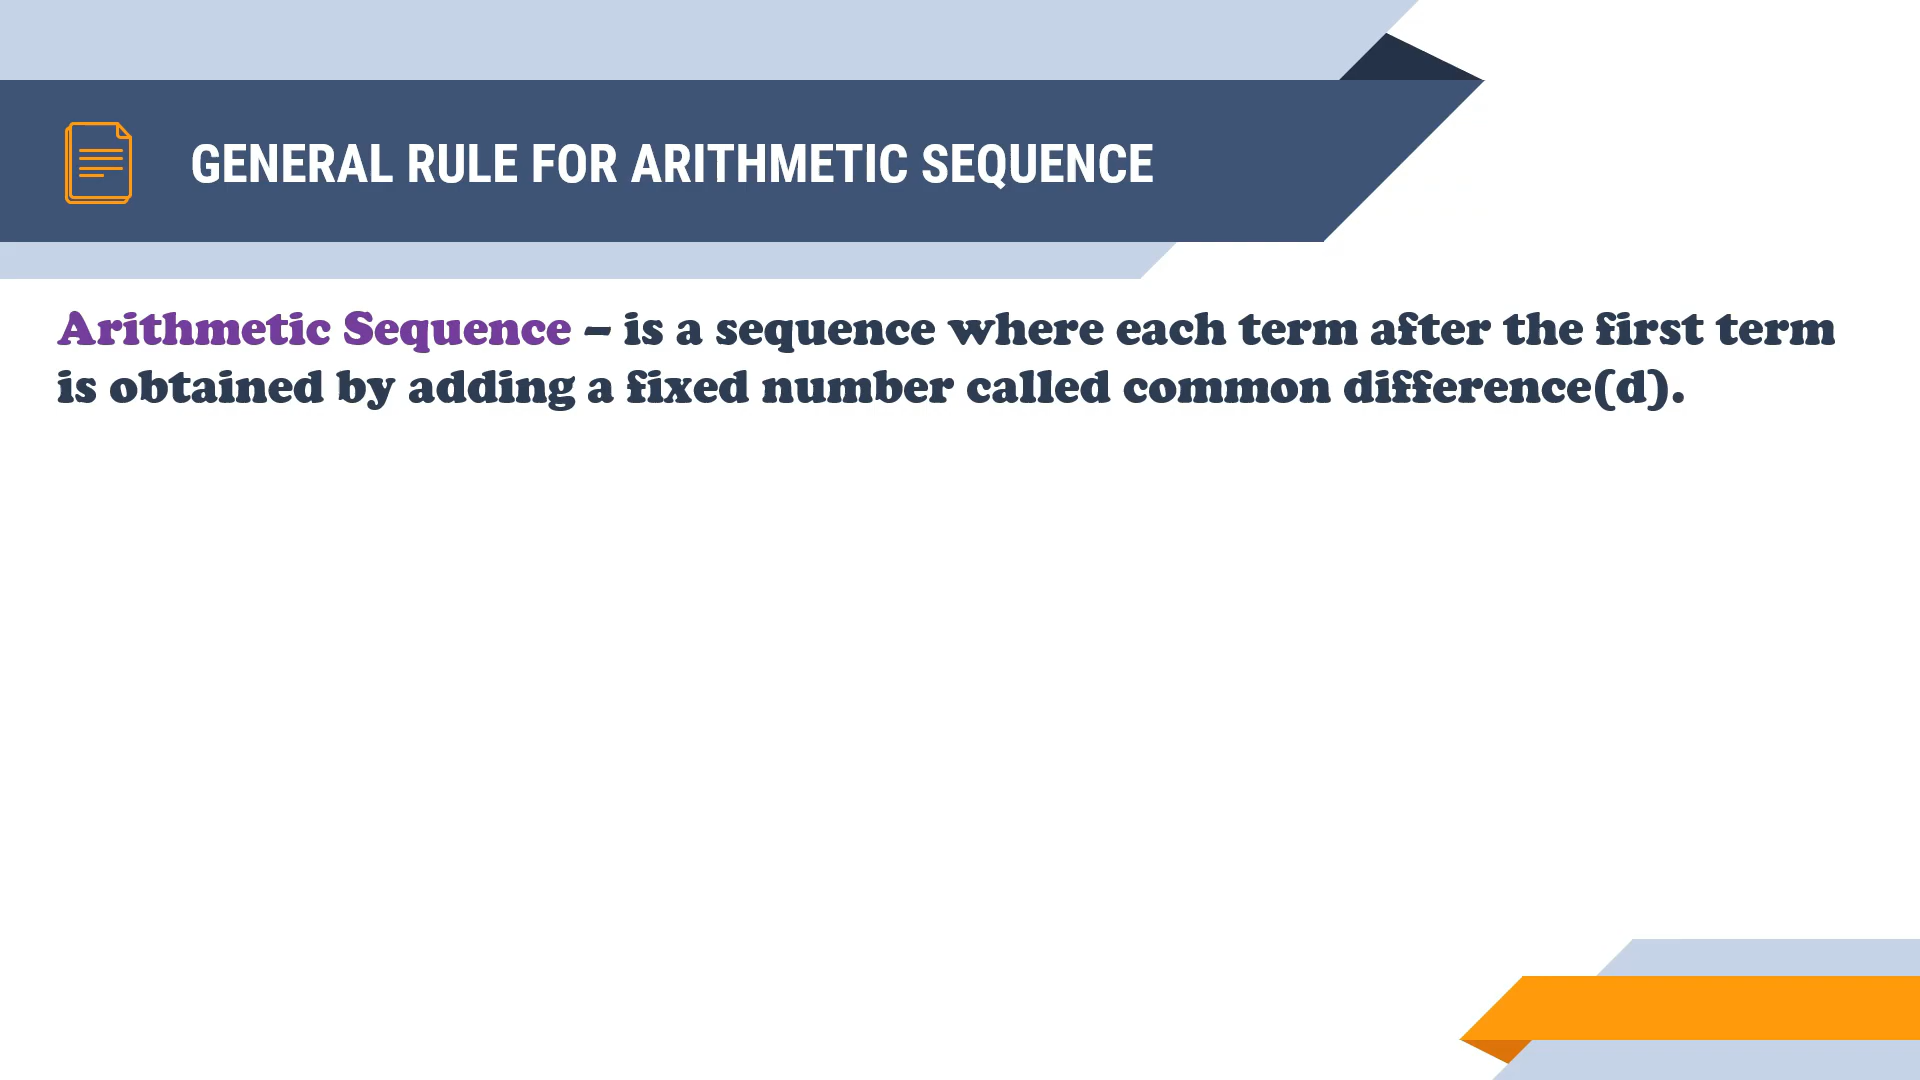 GENERAL RULE FOR ARITHMETIC SEQUENCE
Arithmetic Sequence – is a sequence where each term after the first term
is obtained by adding a fixed number called common difference(d).